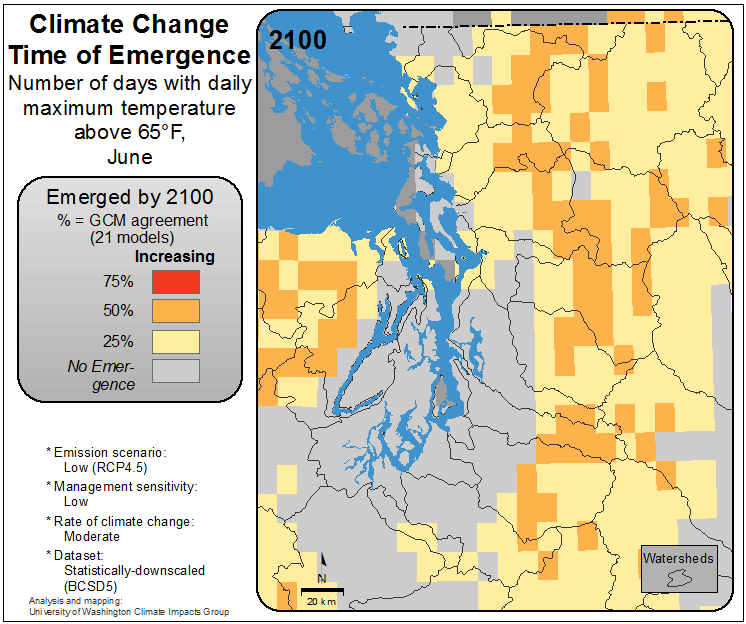 Climate Change
Time of Emergence
Number of days with daily
maximum temperature
above 65°F,
June
Emerged by 2100
% = GCM agreement
(21 models)
Increasing
75%
50%
25%
No Emer-
gence
* Emission scenario:
Low (RCP4.5)
* Management sensitivity:
Low
* Rate of climate change:
Moderate
* Dataset:
Statistically-downscaled
(BCSD5)
Analysis and mapping:
University of Washington Climate Impacts Group
2100
N
20 km
Watersheds